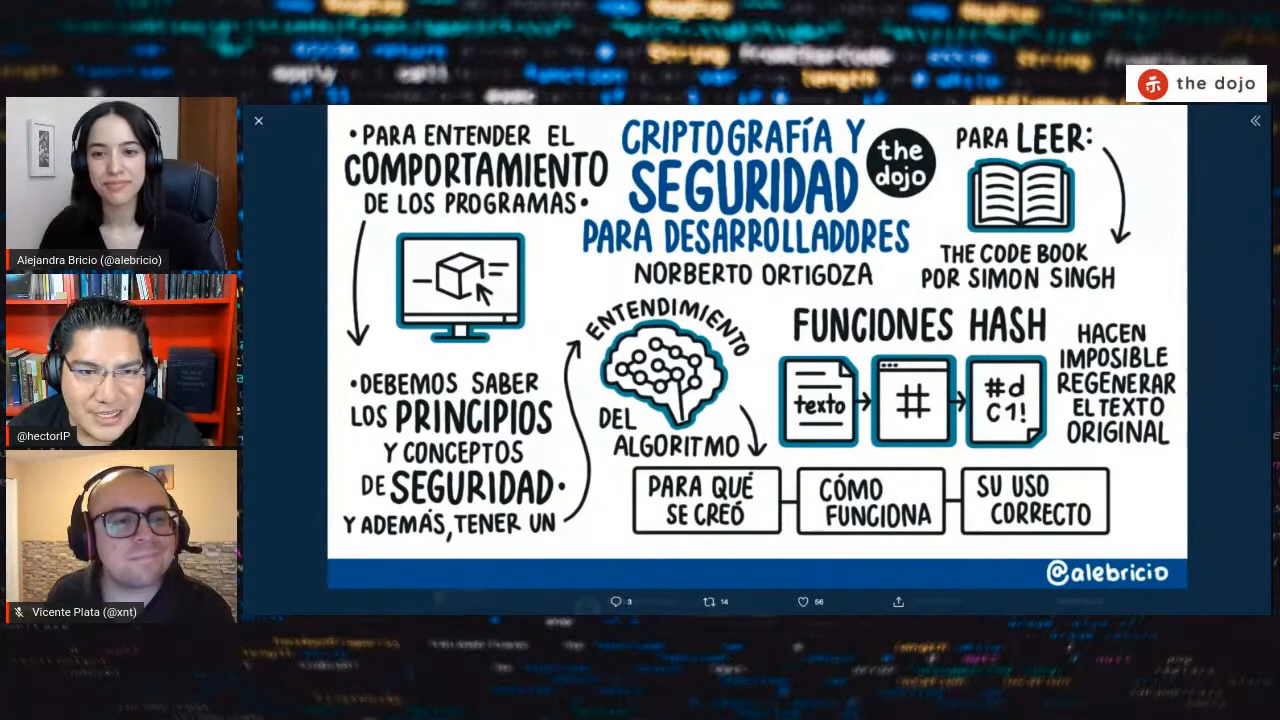 the dojo
Alejandra Bricio (@alebricio)
@hectorIP
Vicente Plata (@xnt)
• PARA ENTENDER EL
COMPORTAMIENTO
DE LOS PROGRAMAS •
• DEBEMOS SABER
LOS PRINCIPIOS
Y CONCEPTOS
DE SEGURIDAD •
Y ADEMÁS, TENER UN
CRIPTOGRAFÍA Y
SEGURIDAD
PARA DESARROLLADORES
NORBERTO ORTIGOZA
the
dojo
PARA LEER:
THE CODE BOOK
POR SIMON SINGH
ENTENDIMIENTO
DEL
ALGORITMO
FUNCIONES HASH
texto
#
#d
C1!
HACEN
IMPOSIBLE
REGENERAR
EL TEXTO
ORIGINAL
PARA QUÉ
SE CREÓ
CÓMO
FUNCIONA
SU USO
CORRECTO
@alebricio
3
14
56